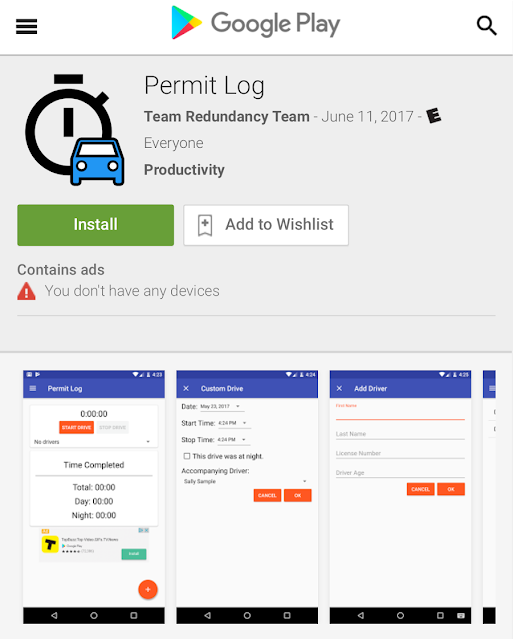 Google Play
Permit Log
Team Redundancy Team - June 11, 2017 - E
Everyone
Productivity
Install
Add to Wishlist
Contains ads
You don't have any devices
4:23
Permit Log
0:00:00
START DRIVE
STOP DRIVE
No drivers
Time Completed
Total: 00:00
Day: 00:00
Night: 00:00
Google Play
4:24
Custom Drive
Date: May 23, 2017
Start Time: 4:24 PM
Stop Time: 4:24 PM
This drive was at night.
Accompanying Driver:
Sally Sample
CANCEL
OK
4:25
Add Driver
First Name
Last Name
License Number
Driver Age
CANCEL
OK